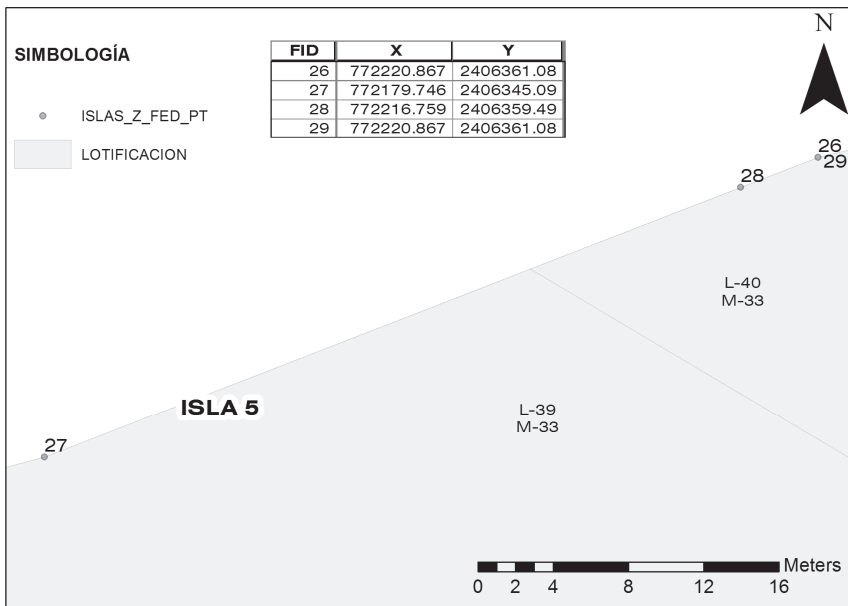 N
SIMBOLOGÍA
ISLAS_Z_FED_PT
LOTIFICACION
FID X Y
26 772220.867 2406361.08
27 772179.746 2406345.09
28 772216.759 2406359.49
29 772220.867 2406361.08
26
29
28
L-40
M-33
ISLA 5
L-39
M-33
27
Meters
0 2 4 8 12 16